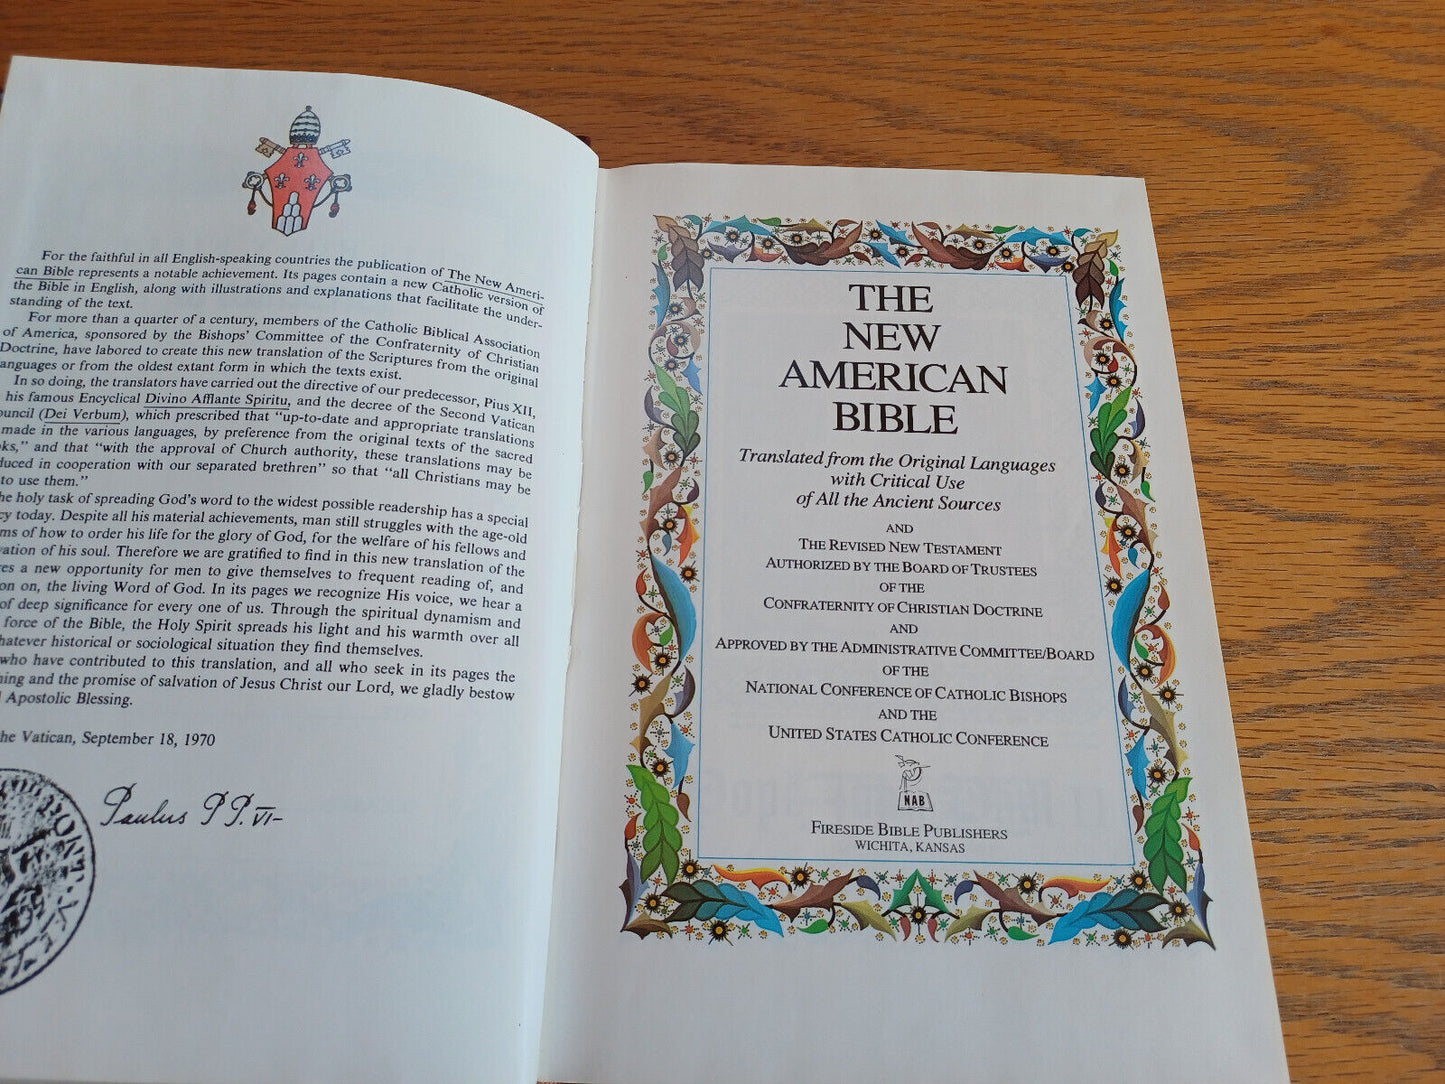 For the faithful in all English-speaking countries the publication of The New Ameri-
can Bible represents a notable achievement. Its pages contain a new Catholic version of
the Bible in English, along with illustrations and explanations that facilitate the under-
standing of the text.
For more than a quarter of a century, members of the Catholic Biblical Association
of America, sponsored by the Bishops' Committee of the Confraternity of Christian
Doctrine, have labored to create this new translation of the Scriptures from the original
anguages or from the oldest extant form in which the texts exist.
In so doing, the translators have carried out the directive of our predecessor, Pius XII,
his famous Encyclical Divino Afflante Spiritu, and the decree of the Second Vatican
ouncil (Dei Verbum), which prescribed that "up-to-date and appropriate translations
made in the various languages, by preference from the original texts of the sacred
ks," and that "with the approval of Church authority, these translations may be
duced in cooperation with our separated brethren" so that "all Christians may be
to use them."
he holy task of spreading God's word to the widest possible readership has a special
cy today. Despite all his material achievements, man still struggles with the age-old
ms of how to order his life for the glory of God, for the welfare of his fellows and
vation of his soul. Therefore we are gratified to find in this new translation of the
res a new opportunity for men to give themselves to frequent reading of, and
on on, the living Word of God. In its pages we recognize His voice, we hear a
of deep significance for every one of us. Through the spiritual dynamism and
force of the Bible, the Holy Spirit spreads his light and his warmth over all
hatever historical or sociological situation they find themselves.
who have contributed to this translation, and all who seek in its pages the
ning and the promise of salvation of Jesus Christ our Lord, we gladly bestow
Apostolic Blessing.
he Vatican, September 18, 1970
Paulus P P. VI-
THE
NEW
AMERICAN
BIBLE
Translated from the Original Languages
with Critical Use
of All the Ancient Sources
AND
THE REVISED NEW TESTAMENT
AUTHORIZED BY THE BOARD OF TRUSTEES
OF THE
CONFRATERNITY OF CHRISTIAN DOCTRINE
AND
APPROVED BY THE ADMINISTRATIVE COMMITTEE/BOARD
OF THE
NATIONAL CONFERENCE OF CATHOLIC BISHOPS
AND THE
UNITED STATES CATHOLIC CONFERENCE
NAB
FIRESIDE BIBLE PUBLISHERS
WICHITA, KANSAS